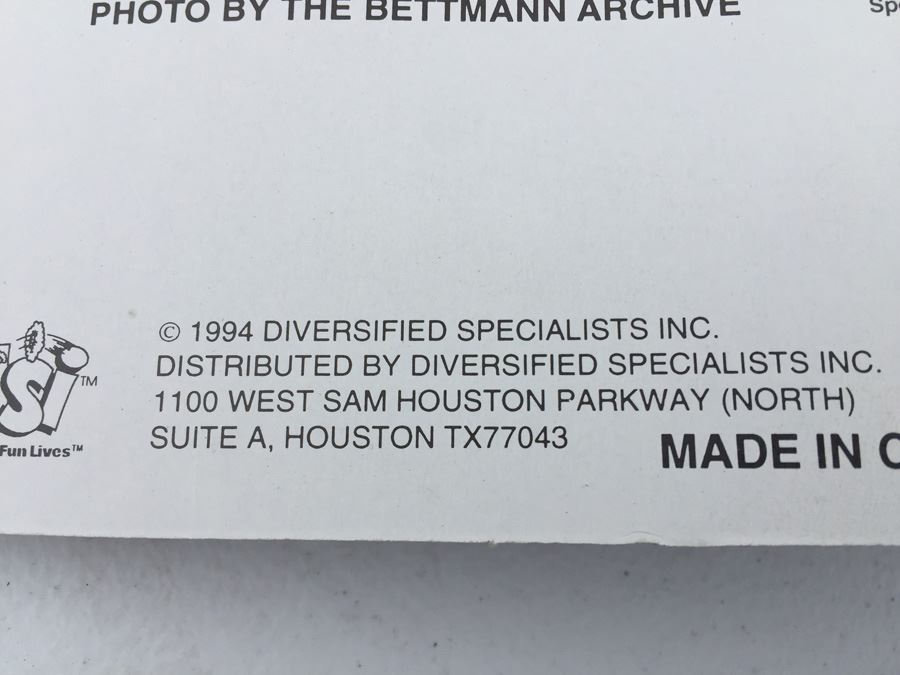 PHOTO BY THE BETTMANN ARCHIVE
© 1994 DIVERSIFIED SPECIALISTS INC.
DISTRIBUTED BY DIVERSIFIED SPECIALISTS INC.
1100 WEST SAM HOUSTON PARKWAY (NORTH)
SUITE A, HOUSTON TX77043
Fun Lives™
MADE IN